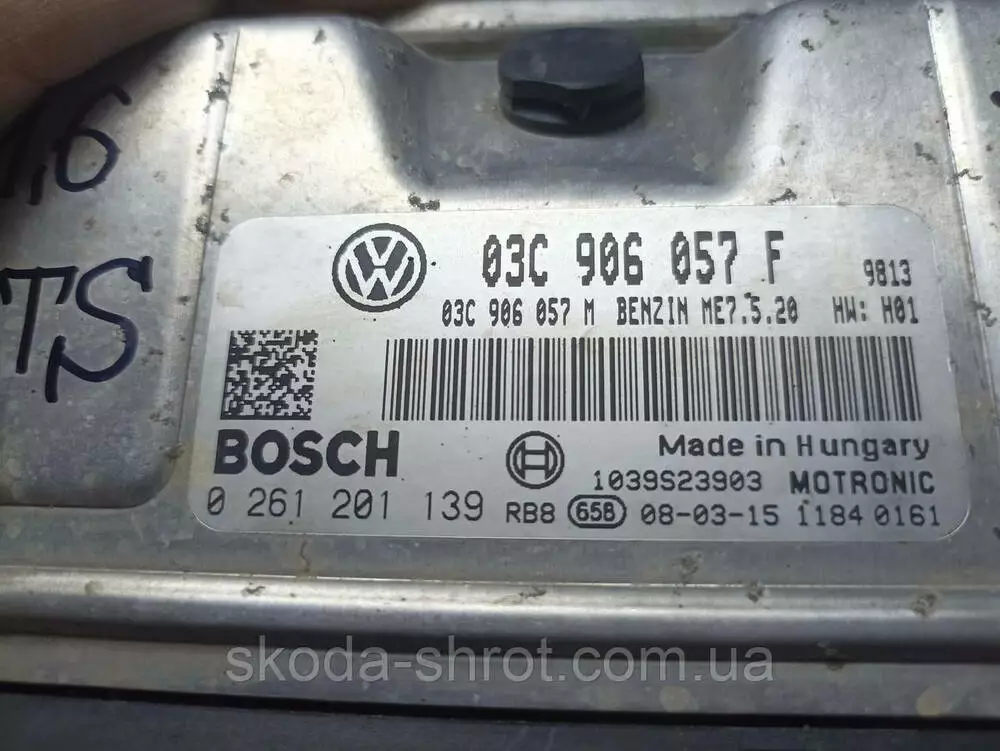 1,6
TS
03C 906 057 F 9813
03C 906 057 M BENZIN ME7.5.20 HW: H01
BOSCH
Made in Hungary
1039S23903 MOTRONIC
0 261 201 139 RB8 658 08-03-15 1184 0161
skoda-shrot.com.ua